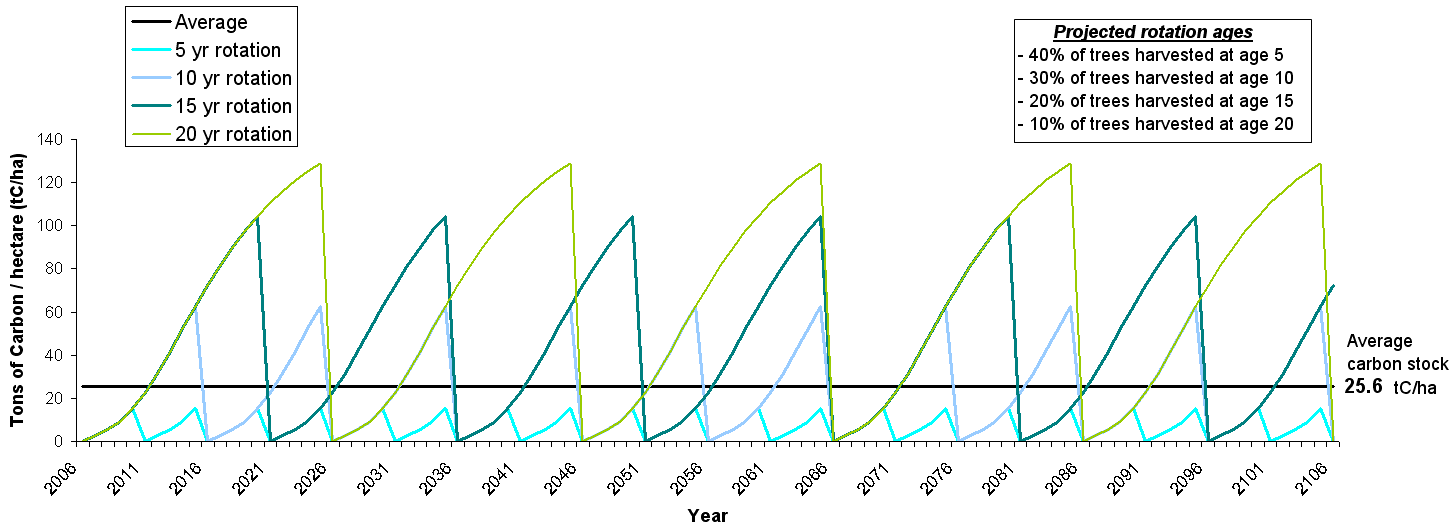 Average
5 yr rotation
10 yr rotation
15 yr rotation
20 yr rotation
Projected rotation ages
- 40% of trees harvested at age 5
- 30% of trees harvested at age 10
- 20% of trees harvested at age 15
- 10% of trees harvested at age 20
Tons of Carbon / hectare (tC/ha)
140
120
100
80
60
40
20
0
Average
carbon stock
25.6 tC/ha
2006 2011 2016 2021 2026 2031 2036 2041 2046 2051 2056 2061 2066 2071 2076 2081 2086 2091 2096 2101 2106
Year